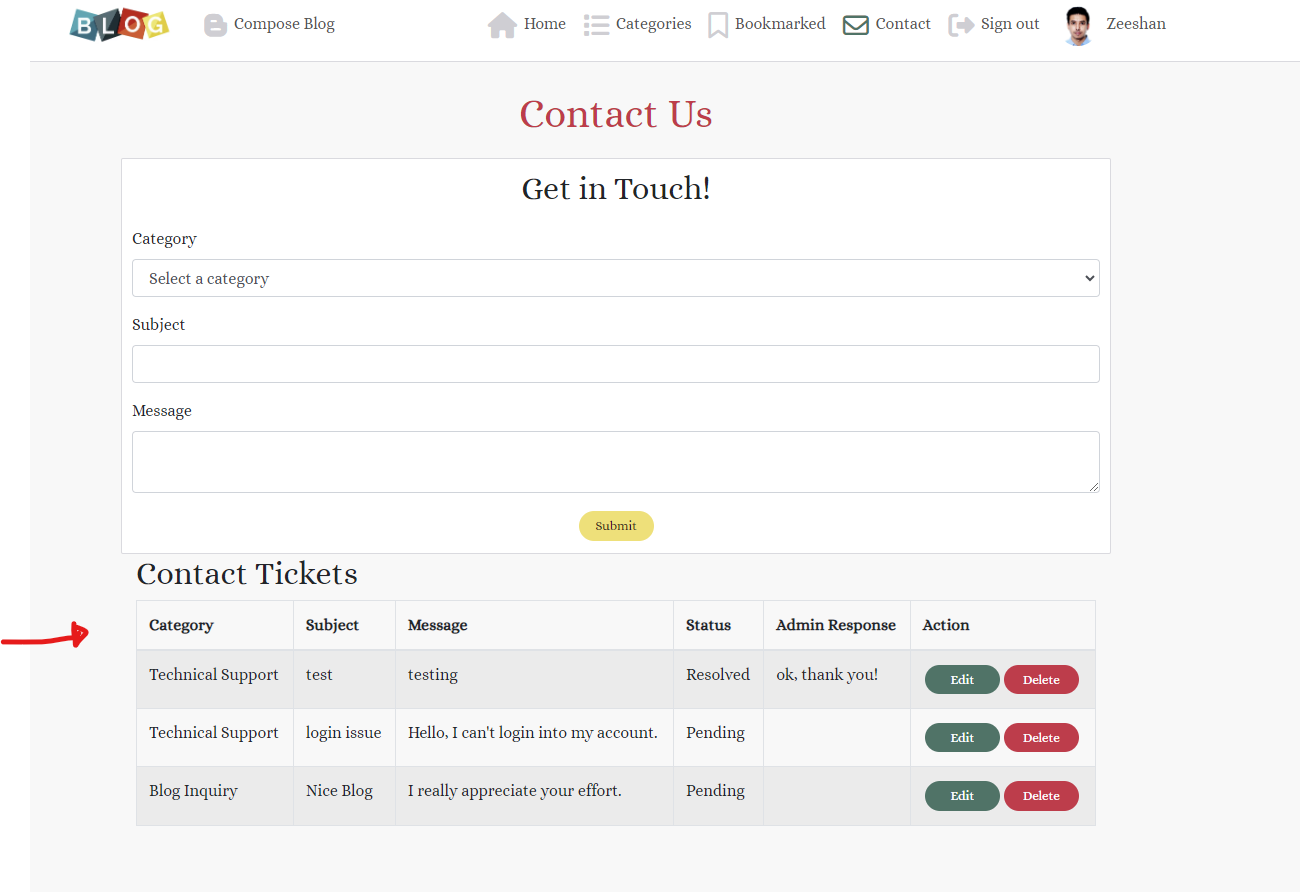 BLOG Compose Blog Home Categories Bookmarked Contact Sign out Zeeshan
Contact Us
Get in Touch!
Category
Select a category
Subject
Message
Submit
Contact Tickets
Category Subject Message Status Admin Response Action
Technical Support test testing Resolved ok, thank you! Edit Delete
Technical Support login issue Hello, I can't login into my account. Pending Edit Delete
Blog Inquiry Nice Blog I really appreciate your effort. Pending Edit Delete